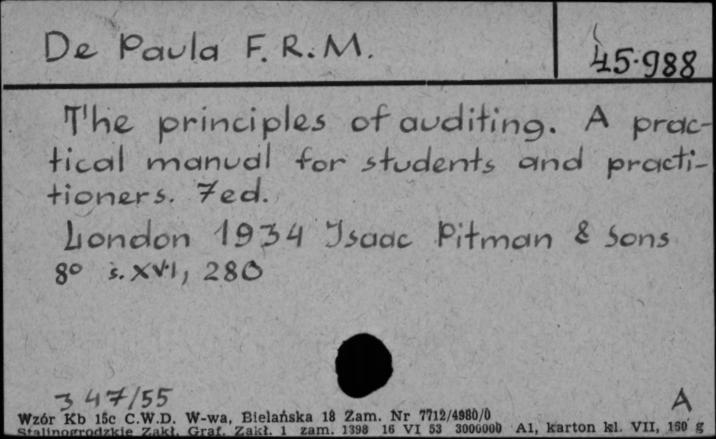 De Paula F. R. M.
45.988
The principles of auditing. A prac-
tical manual for students and practi-
tioners. 7ed.
London 1934 Isaac Pitman & Sons
8° s. XVI, 280
347/55
A
Wzór Kb 15c C.W.D. W-wa, Bielańska 18 Zam. Nr 7712/4980/0
Stalinogrodzkie Zakł. Graf. Zakł. 1 zam. 1398 16 VI 53 3000000 A1, karton kl. VII, 160 g